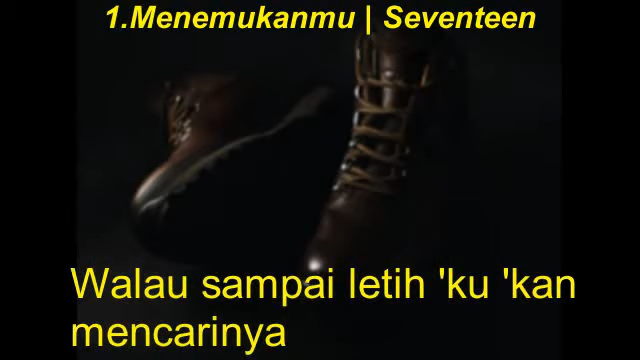 1.Menemukanmu | Seventeen
Walau sampai letih 'ku 'kan
mencarinya